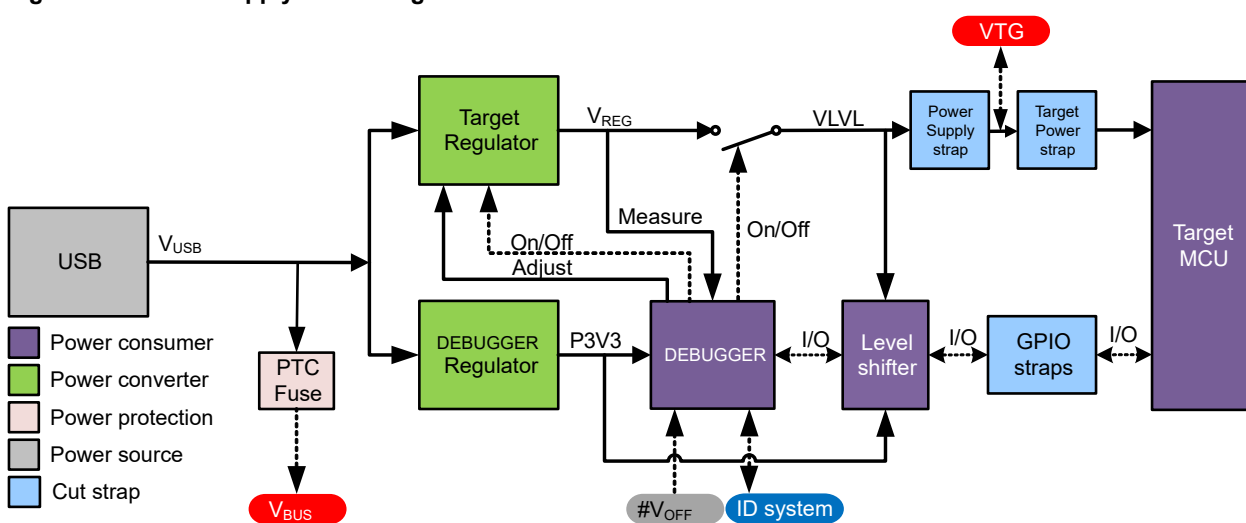 VTG
Target
Regulator
VREG
VLVL
Power
Supply
strap
Target
Power
strap
Target
MCU
USB
VUSB
Measure
On/Off
On/Off
Adjust
DEBUGGER
Regulator
P3V3
DEBUGGER
I/O
Level
shifter
I/O
GPIO
straps
I/O
PTC
Fuse
Power consumer
Power converter
Power protection
Power source
Cut strap
VBUS
#VOFF
ID system